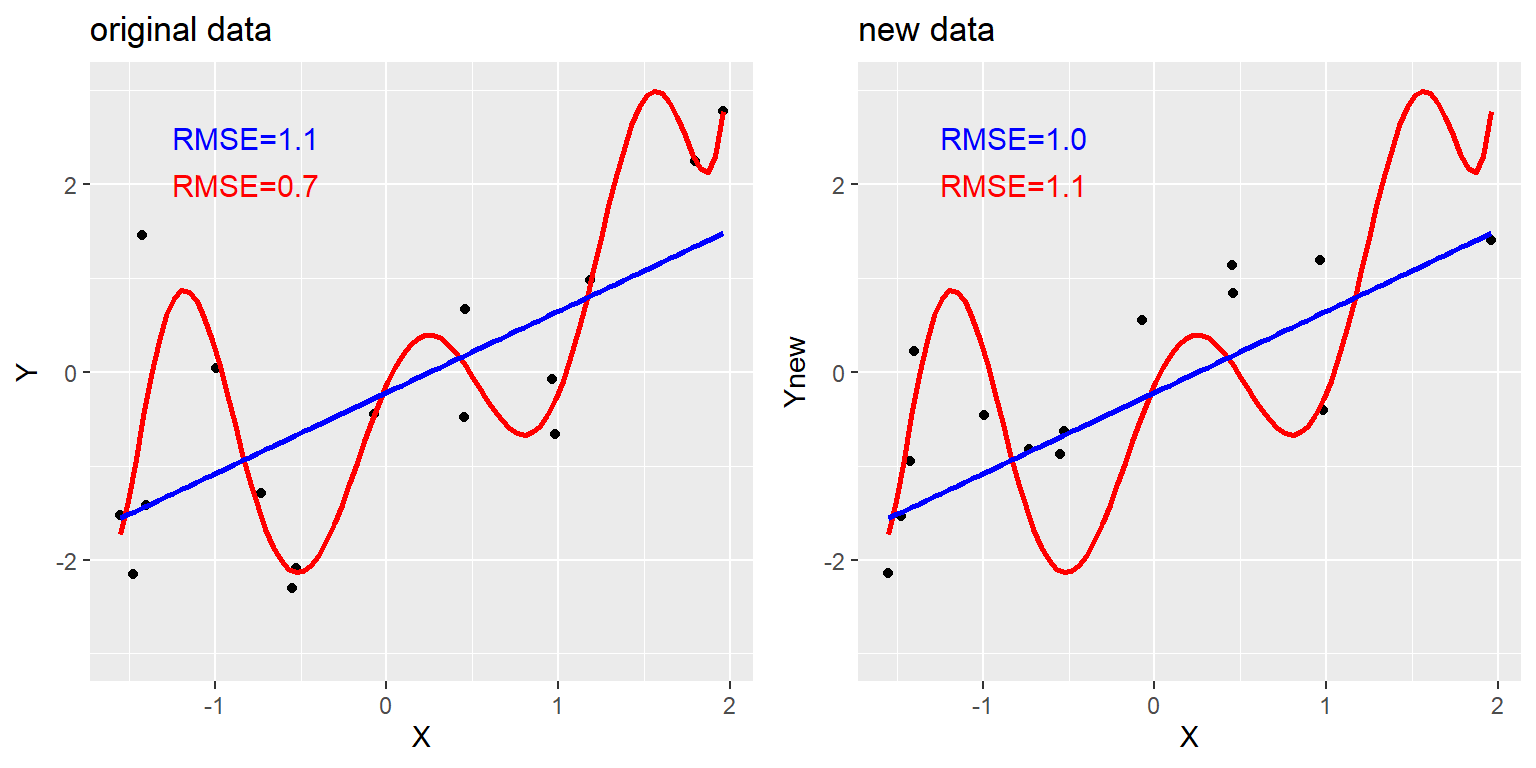 original data
RMSE=1.1
RMSE=0.7
2
0
-2
Y
-1 0 1 2
X
new data
RMSE=1.0
RMSE=1.1
2
0
-2
Ynew
-1 0 1 2
X